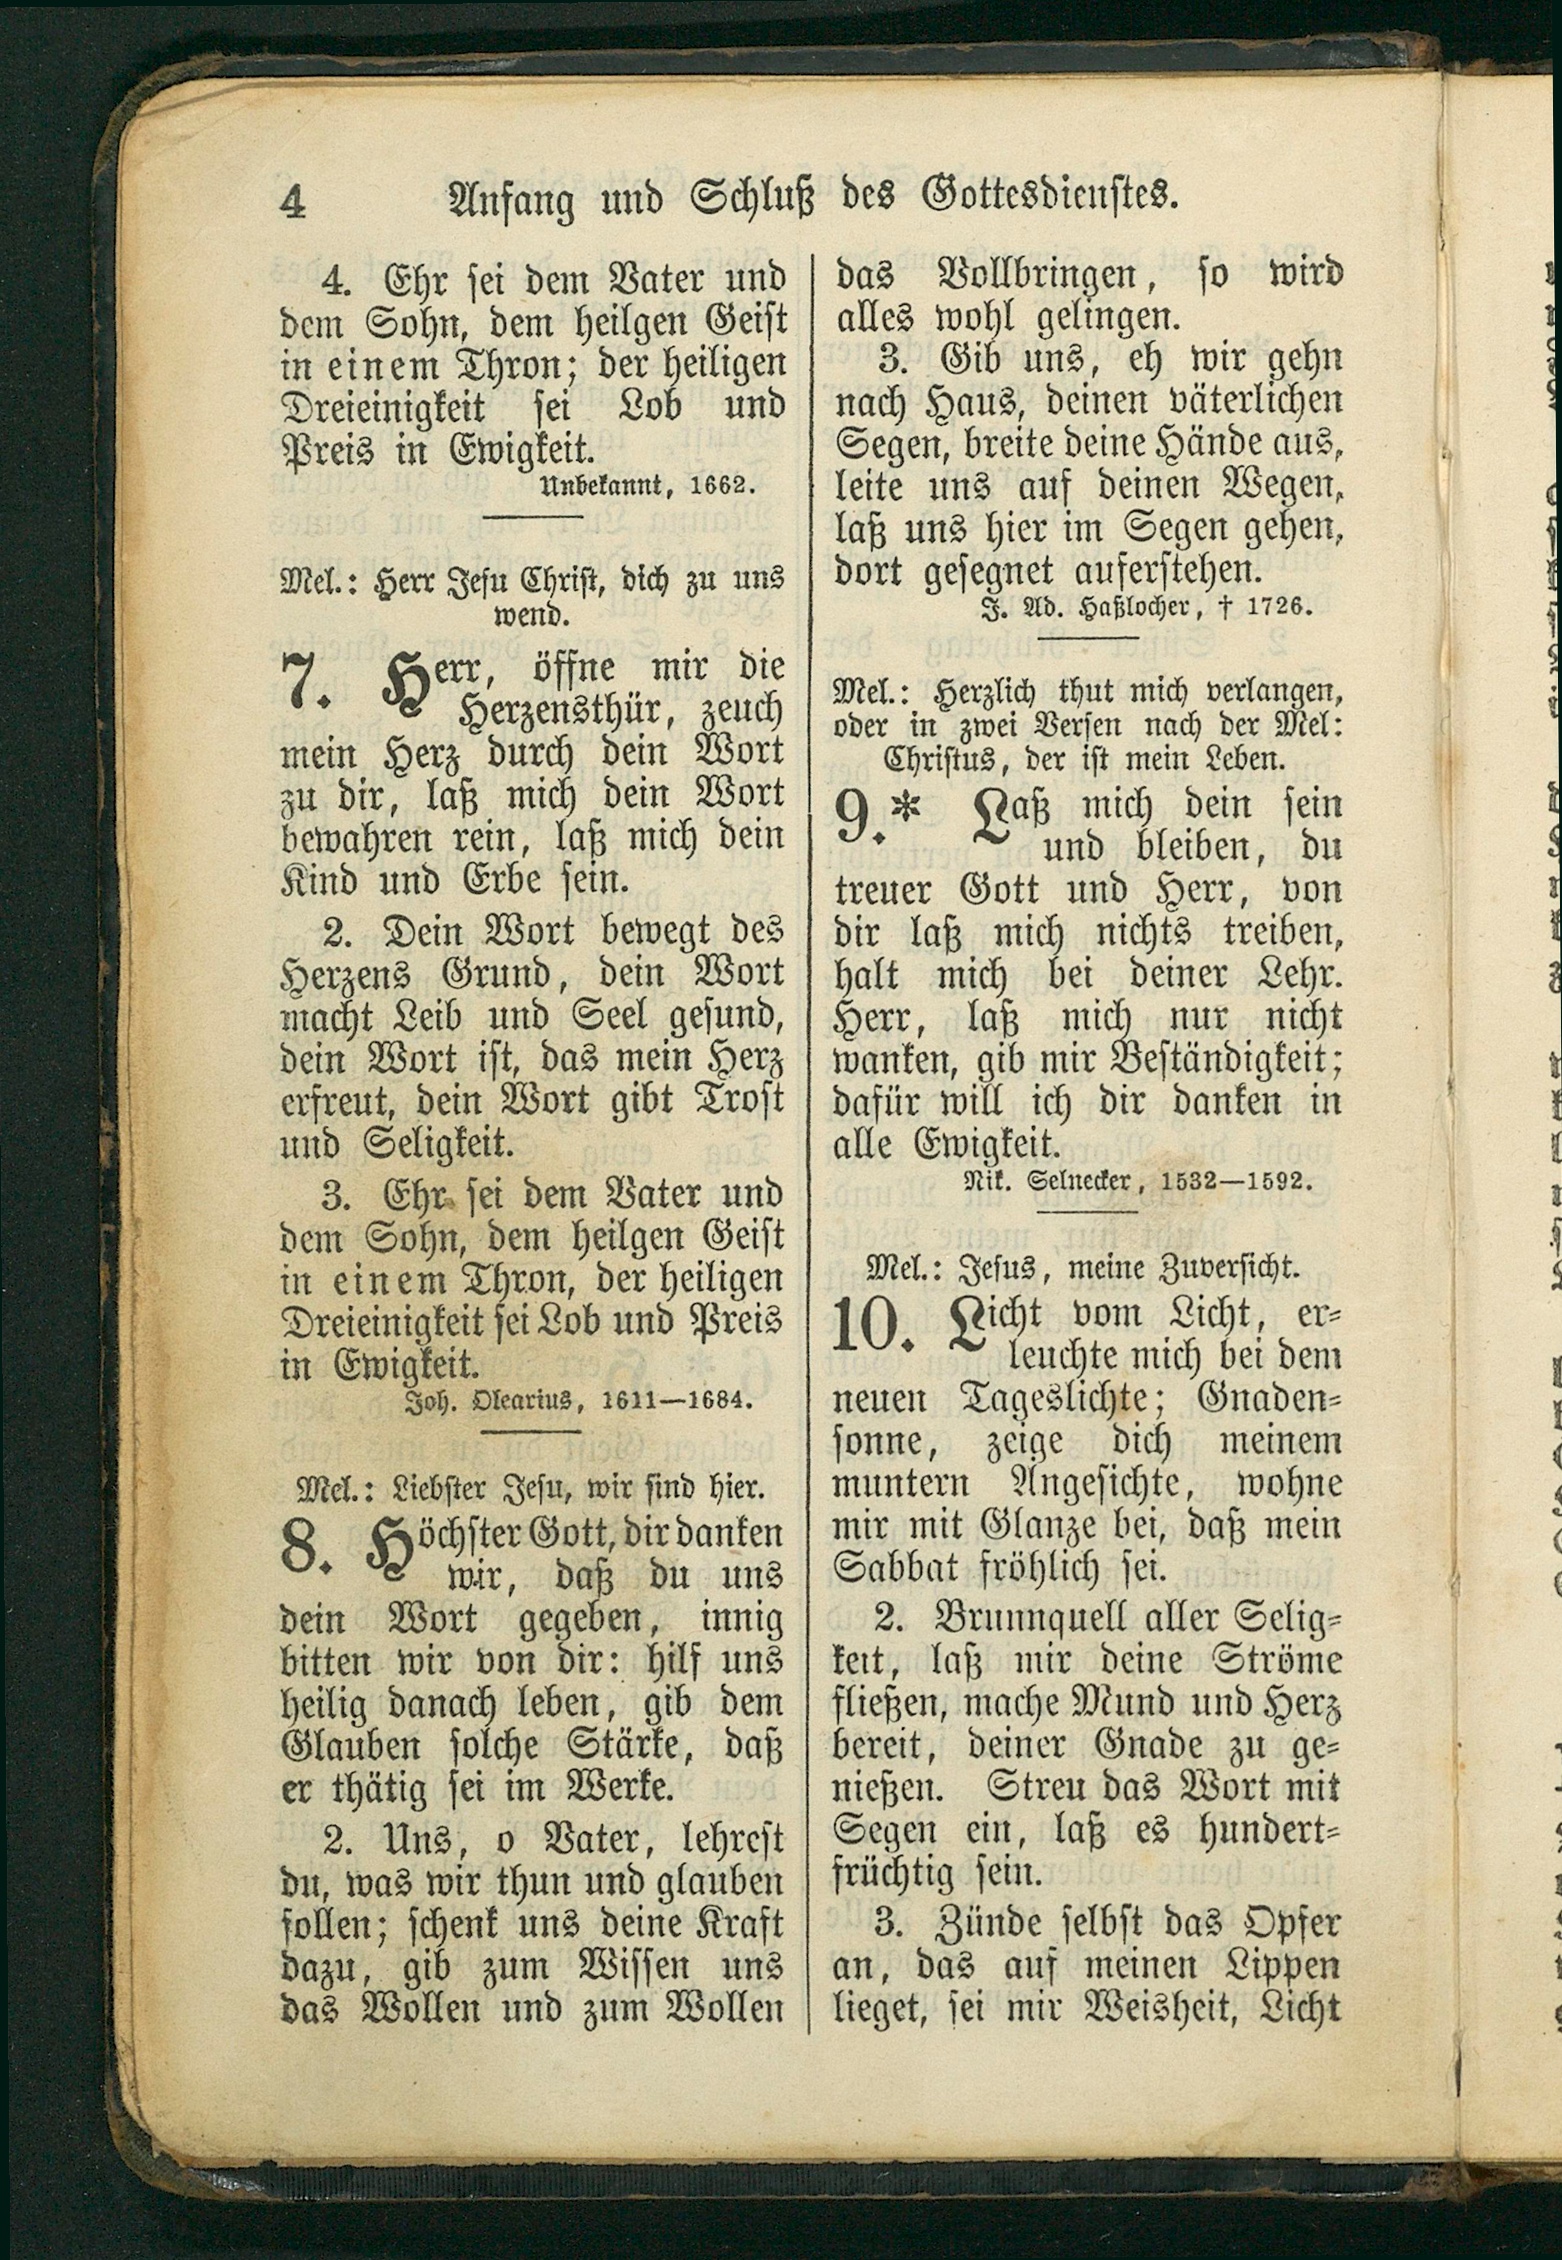 4 Anfang und Schluß des Gottesdienstes.
4. Ehr sei dem Vater und
dem Sohn, dem heilgen Geist
in einem Thron; der heiligen
Dreieinigkeit sei Lob und
Preis in Ewigkeit.
Unbekannt, 1662.
Mel.: Herr Jesu Christ, dich zu uns
wend.
7. Herr, öffne mir die
Herzensthür, zeuch
mein Herz durch dein Wort
zu dir, laß mich dein Wort
bewahren rein, laß mich dein
Kind und Erbe sein.
2. Dein Wort bewegt des
Herzens Grund, dein Wort
macht Leib und Seel gesund,
dein Wort ist, das mein Herz
erfreut, dein Wort gibt Trost
und Seligkeit.
3. Ehr sei dem Vater und
dem Sohn, dem heilgen Geist
in einem Thron, der heiligen
Dreieinigkeit sei Lob und Preis
in Ewigkeit.
Joh. Olearius, 1611—1684.
Mel.: Liebster Jesu, wir sind hier.
8. Höchster Gott, dir danken
wir, daß du uns
dein Wort gegeben, innig
bitten wir von dir: hilf uns
heilig danach leben, gib dem
Glauben solche Stärke, daß
er thätig sei im Werke.
2. Uns, o Vater, lehrest
du, was wir thun und glauben
sollen; schenk uns deine Kraft
dazu, gib zum Wissen uns
das Wollen und zum Wollen
das Vollbringen, so wird
alles wohl gelingen.
3. Gib uns, eh wir gehn
nach Haus, deinen väterlichen
Segen, breite deine Hände aus,
leite uns auf deinen Wegen,
laß uns hier im Segen gehen,
dort gesegnet auferstehen.
J. Ad. Haßlocher, † 1726.
Mel.: Herzlich thut mich verlangen,
oder in zwei Versen nach der Mel:
Christus, der ist mein Leben.
9.* Laß mich dein sein
und bleiben, du
treuer Gott und Herr, von
dir laß mich nichts treiben,
halt mich bei deiner Lehr.
Herr, laß mich nur nicht
wanken, gib mir Beständigkeit;
dafür will ich dir danken in
alle Ewigkeit.
Nik. Selnecker, 1532—1592.
Mel.: Jesus, meine Zuversicht.
10. Licht vom Licht, er-
leuchte mich bei dem
neuen Tageslichte; Gnaden-
sonne, zeige dich meinem
muntern Angesichte, wohne
mir mit Glanze bei, daß mein
Sabbat fröhlich sei.
2. Brunnquell aller Selig-
keit, laß mir deine Ströme
fließen, mache Mund und Herz
bereit, deiner Gnade zu ge-
nießen. Streu das Wort mit
Segen ein, laß es hundert-
früchtig sein.
3. Zünde selbst das Opfer
an, das auf meinen Lippen
lieget, sei mir Weisheit, Licht